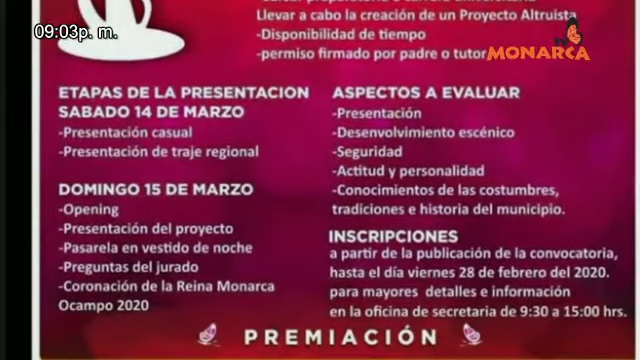 Llevar a cabo la creación de un Proyecto Altruista
-Disponibilidad de tiempo
-permiso firmado por padre o tutor
09:03p. m.
MONARCA
ETAPAS DE LA PRESENTACION
SABADO 14 DE MARZO
-Presentación casual
-Presentación de traje regional
DOMINGO 15 DE MARZO
-Opening
-Presentación del proyecto
-Pasarela en vestido de noche
-Preguntas del jurado
-Coronación de la Reina Monarca
Ocampo 2020
ASPECTOS A EVALUAR
-Presentación
-Desenvolvimiento escénico
-Seguridad
-Actitud y personalidad
-Conocimientos de las costumbres,
tradiciones e historia del municipio.
INSCRIPCIONES
a partir de la publicación de la convocatoria,
hasta el día viernes 28 de febrero del 2020.
para mayores detalles e información
en la oficina de secretaria de 9:30 a 15:00 hrs.
PREMIACIÓN